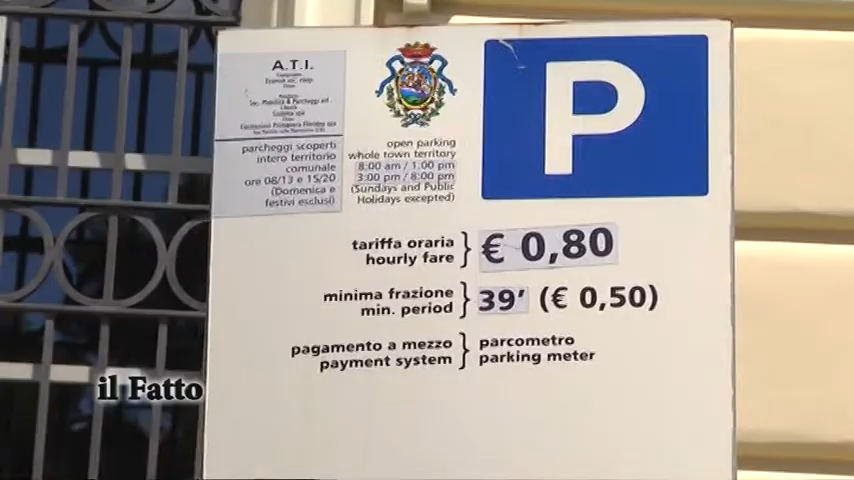 A.T.I.
parcheggi scoperti
intero territorio
comunale
ore 08/13 e 15/20
(Domenica e
festivi esclusi)
open parking
whole town territory
8:00 am / 1:00 pm
3:00 pm / 8:00 pm
(Sundays and Public
Holidays excepted)
P
tariffa oraria
hourly fare
} € 0,80
minima frazione
min. period
} 39' (€ 0,50)
pagamento a mezzo
payment system
} parcometro
parking meter
il Fatto